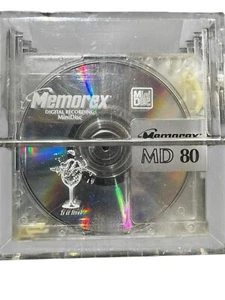 Memorex
DIGITAL RECORDING
MiniDisc
Memorex
MD 80